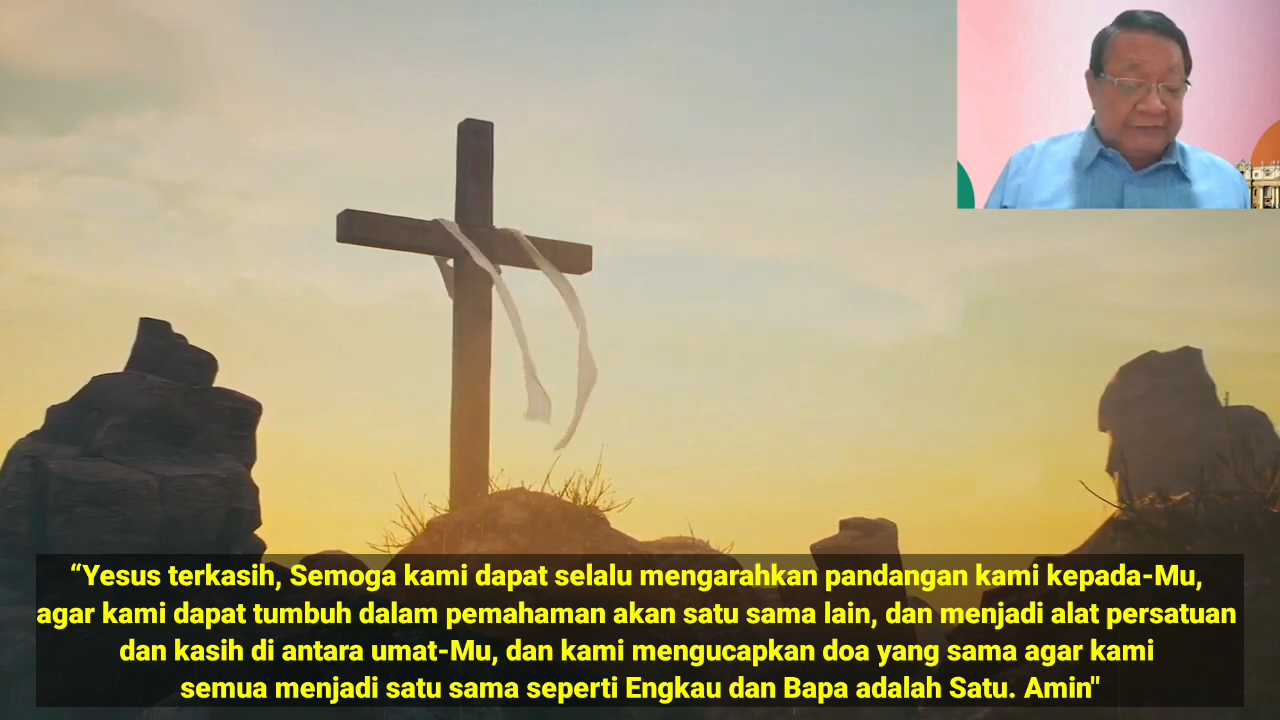 “Yesus terkasih, Semoga kami dapat selalu mengarahkan pandangan kami kepada-Mu,
agar kami dapat tumbuh dalam pemahaman akan satu sama lain, dan menjadi alat persatuan
dan kasih di antara umat-Mu, dan kami mengucapkan doa yang sama agar kami
semua menjadi satu sama seperti Engkau dan Bapa adalah Satu. Amin"